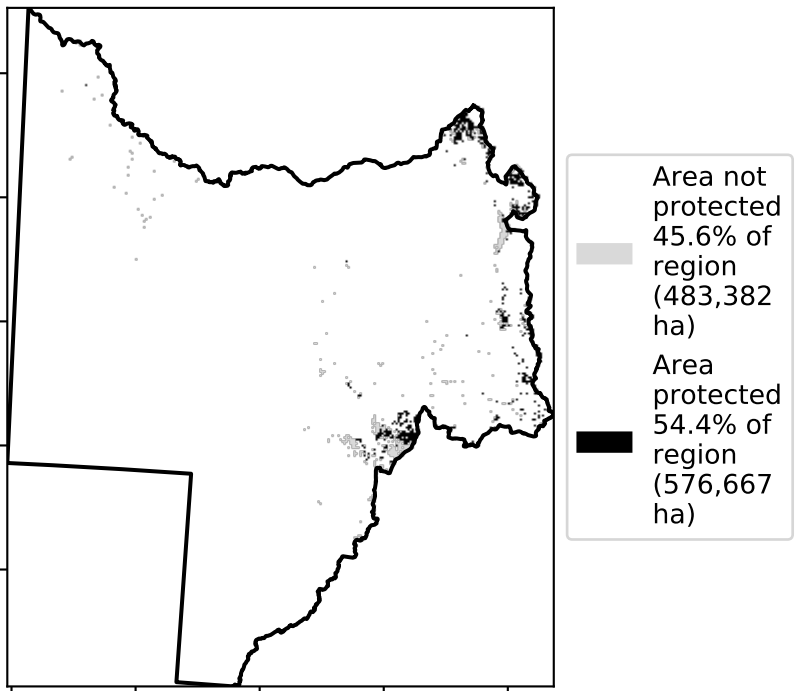 Area not
protected
45.6% of
region
(483,382
ha)
Area
protected
54.4% of
region
(576,667
ha)